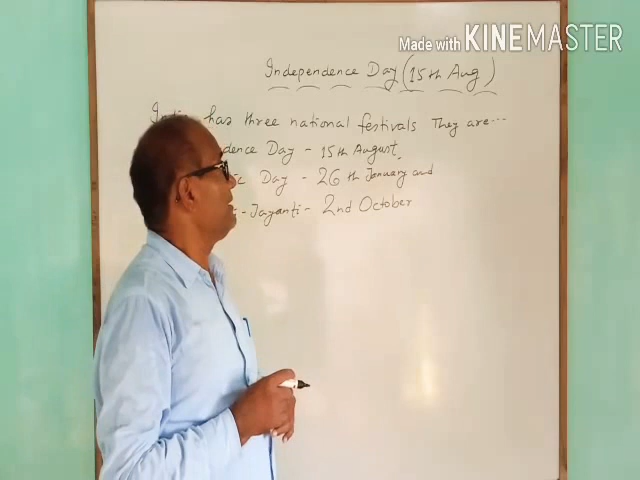 Made with KINEMASTER
Independence Day (15th Aug)
has three national festivals They are...
Day - 15th August,
Day - 26th January and
Jayanti - 2nd October